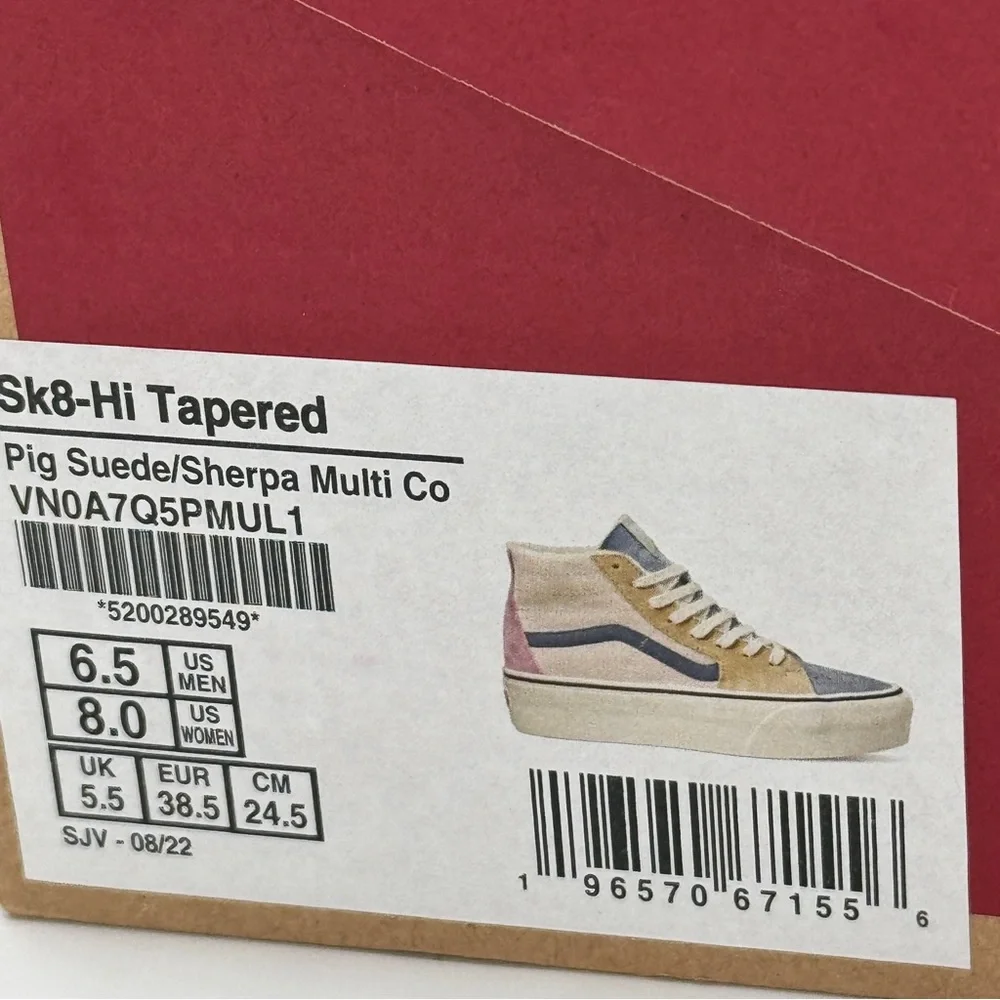 Sk8-Hi Tapered
Pig Suede/Sherpa Multi Co
VN0A7Q5PMUL1
*5200289549*
6.5 US MEN
8.0 US WOMEN
UK EUR CM
5.5 38.5 24.5
SJV - 08/22
1 96570 67155 6